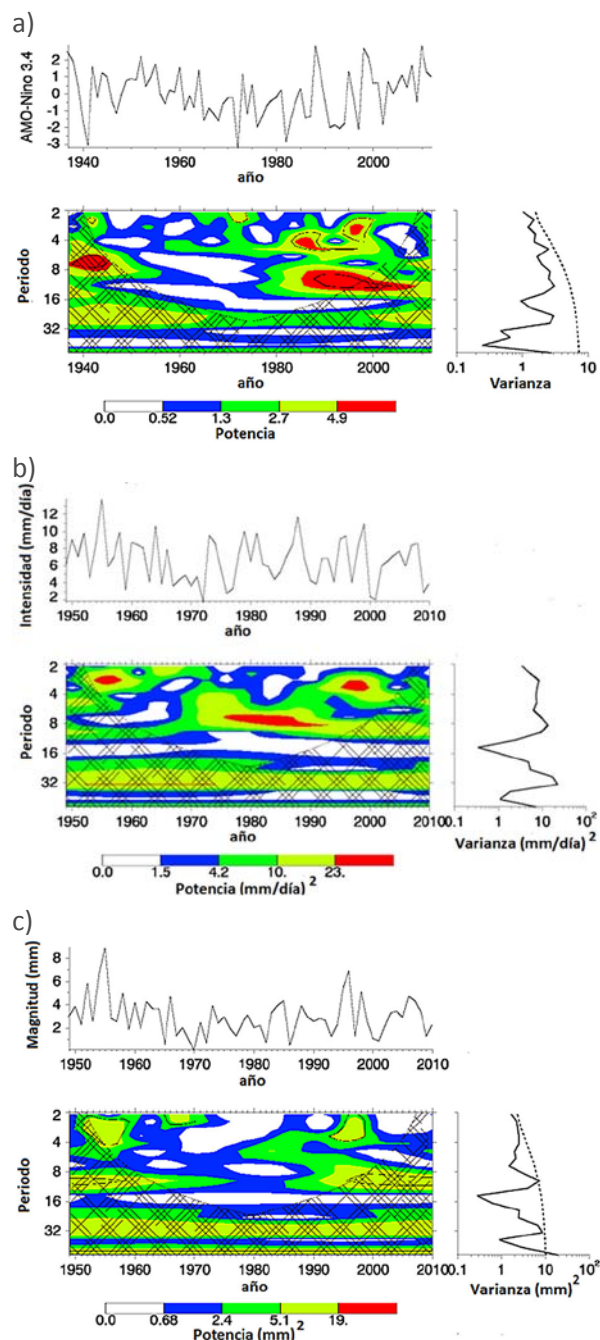 a)
AMO-Nino 3.4
2
1
0
-1
-2
-3
1940 1960 1980 2000
año
Periodo
2
4
8
16
32
1940 1960 1980 2000
año
0.1 1 10
Varianza
0.0 0.52 1.3 2.7 4.9
Potencia
b)
Intensidad (mm/día)
12
10
8
6
4
2
1950 1960 1970 1980 1990 2000 2010
año
Periodo
2
4
8
16
32
1950 1960 1970 1980 1990 2000 2010
año
0.1 1 10 10²
Varianza (mm/día)²
0.0 1.5 4.2 10. 23.
Potencia (mm/día)²
c)
Magnitud (mm)
8
6
4
2
1950 1960 1970 1980 1990 2000 2010
año
Periodo
2
4
8
16
32
1950 1960 1970 1980 1990 2000 2010
año
0.1 1 10 10²
Varianza (mm)²
0.0 0.68 2.4 5.1 19.
Potencia (mm)²